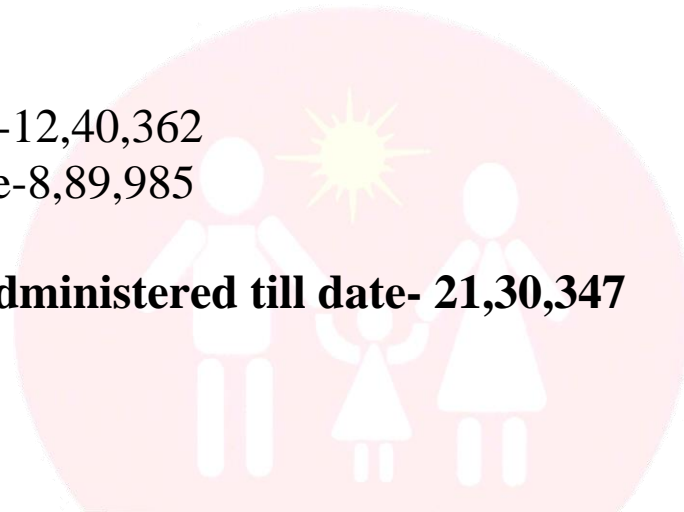 -12,40,362
e-8,89,985
dministered till date- 21,30,347